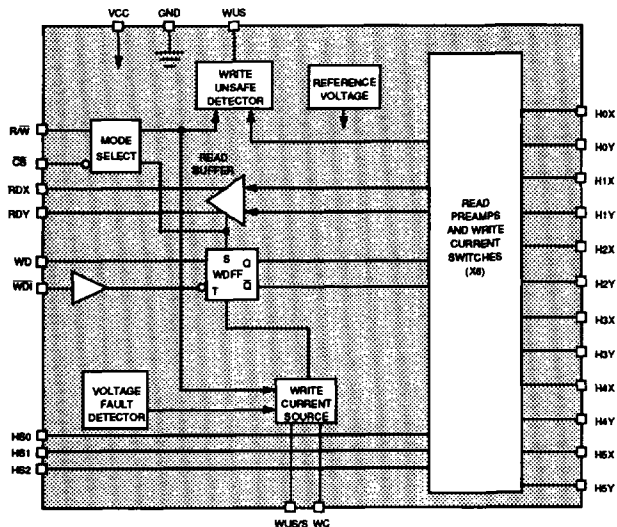 VCC GND WUS
WRITE
UNSAFE
DETECTOR
REFERENCE
VOLTAGE
R/W
CS
RDX
RDY
WD
WDI
HS0
HS1
HS2
MODE
SELECT
READ
BUFFER
S Q
WDFF
T Q
VOLTAGE
FAULT
DETECTOR
WRITE
CURRENT
SOURCE
READ
PREAMPS
AND WRITE
CURRENT
SWITCHES
(X6)
H0X
H0Y
H1X
H1Y
H2X
H2Y
H3X
H3Y
H4X
H4Y
H5X
H5Y
WUS/S WC